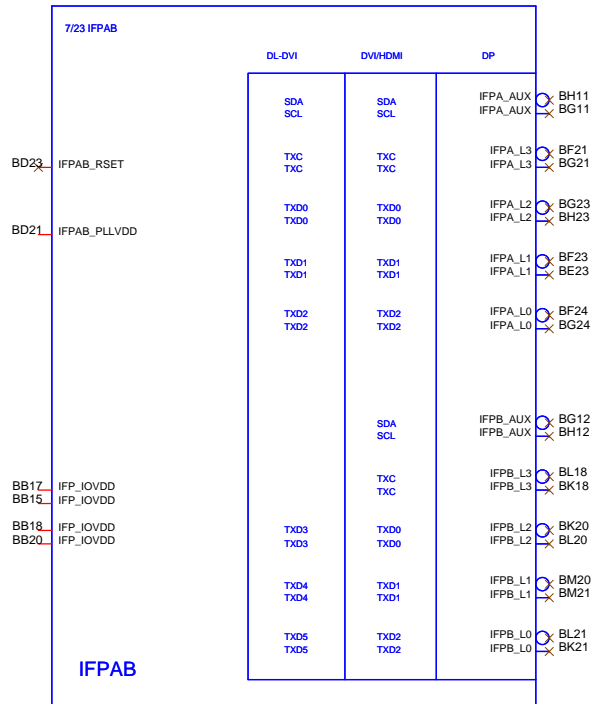 7/23 IFPAB
DL-DVI DVI/HDMI DP
SDA SDA IFPA_AUX BH11
SCL SCL IFPA_AUX BG11
TXC TXC IFPA_L3 BF21
BD23 IFPAB_RSET TXC TXC IFPA_L3 BG21
TXD0 TXD0 IFPA_L2 BG23
TXD0 TXD0 IFPA_L2 BH23
BD21 IFPAB_PLLVDD
TXD1 TXD1 IFPA_L1 BF23
TXD1 TXD1 IFPA_L1 BE23
TXD2 TXD2 IFPA_L0 BF24
TXD2 TXD2 IFPA_L0 BG24
SDA IFPB_AUX BG12
SCL IFPB_AUX BH12
TXC IFPB_L3 BL18
BB17 IFP_IOVDD TXC IFPB_L3 BK18
BB15 IFP_IOVDD
BB18 IFP_IOVDD TXD3 TXD0 IFPB_L2 BK20
BB20 IFP_IOVDD TXD3 TXD0 IFPB_L2 BL20
TXD4 TXD1 IFPB_L1 BM20
TXD4 TXD1 IFPB_L1 BM21
TXD5 TXD2 IFPB_L0 BL21
TXD5 TXD2 IFPB_L0 BK21
IFPAB